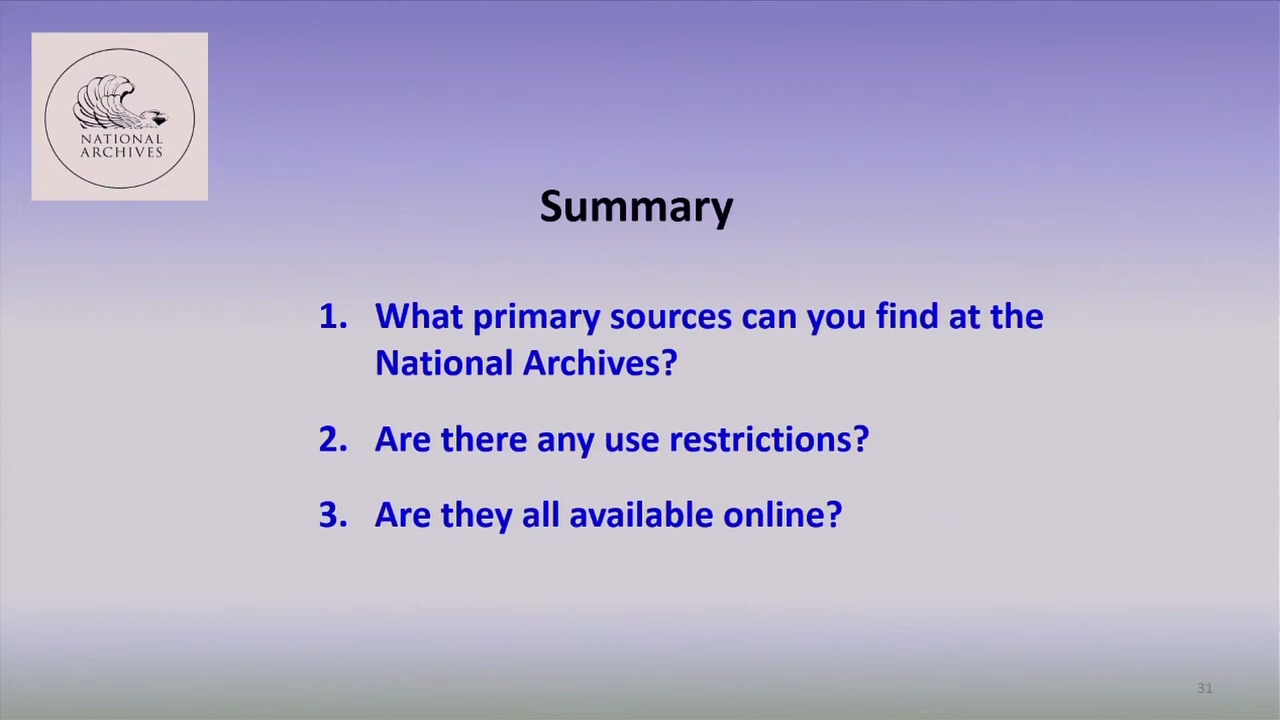 NATIONAL
ARCHIVES
Summary
1. What primary sources can you find at the
National Archives?
2. Are there any use restrictions?
3. Are they all available online?
31